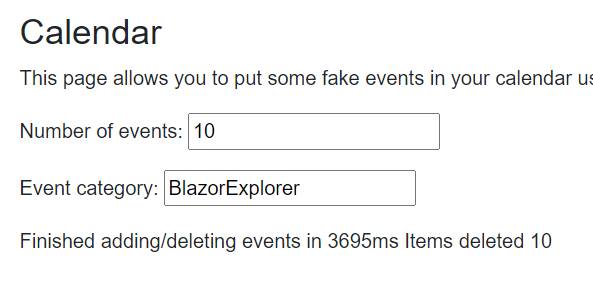 Calendar
This page allows you to put some fake events in your calendar us
Number of events: 10
Event category: BlazorExplorer
Finished adding/deleting events in 3695ms Items deleted 10